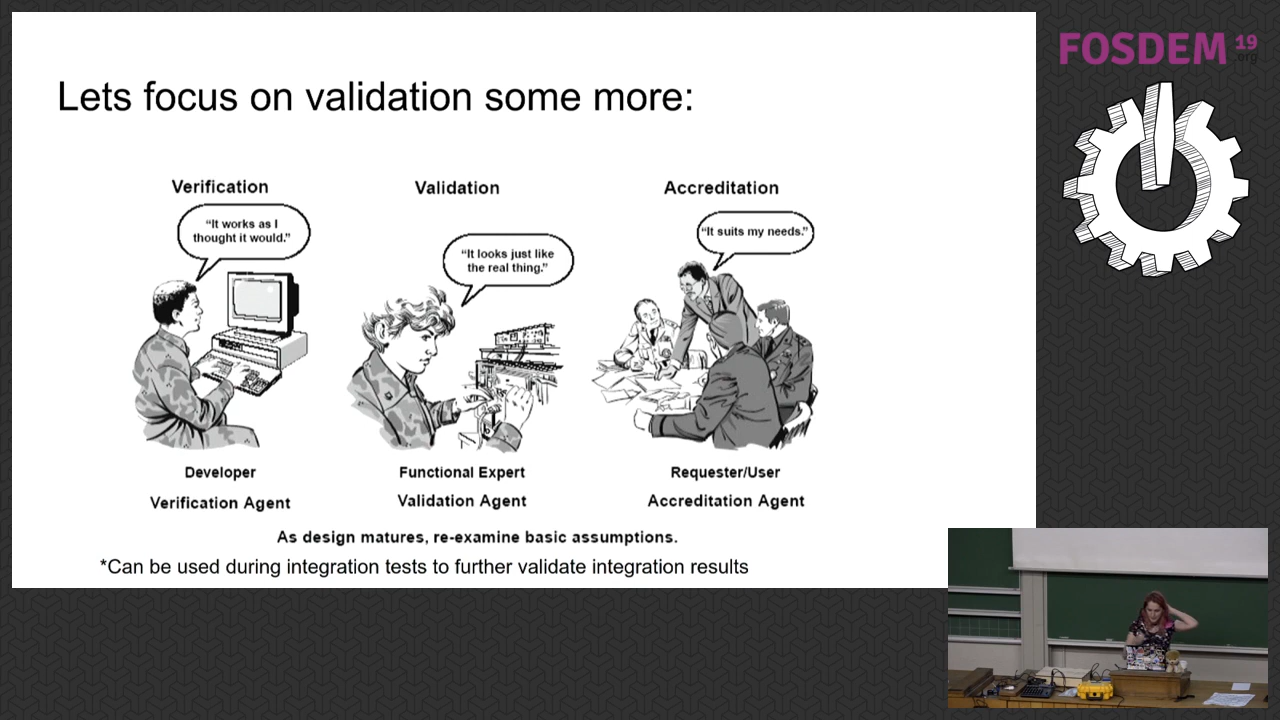 Lets focus on validation some more:
FOSDEM 19
.org
Verification
Validation
Accreditation
“It works as I
thought it would.”
“It looks just like
the real thing.”
“It suits my needs.”
Developer
Functional Expert
Requester/User
Verification Agent
Validation Agent
Accreditation Agent
As design matures, re-examine basic assumptions.
*Can be used during integration tests to further validate integration results